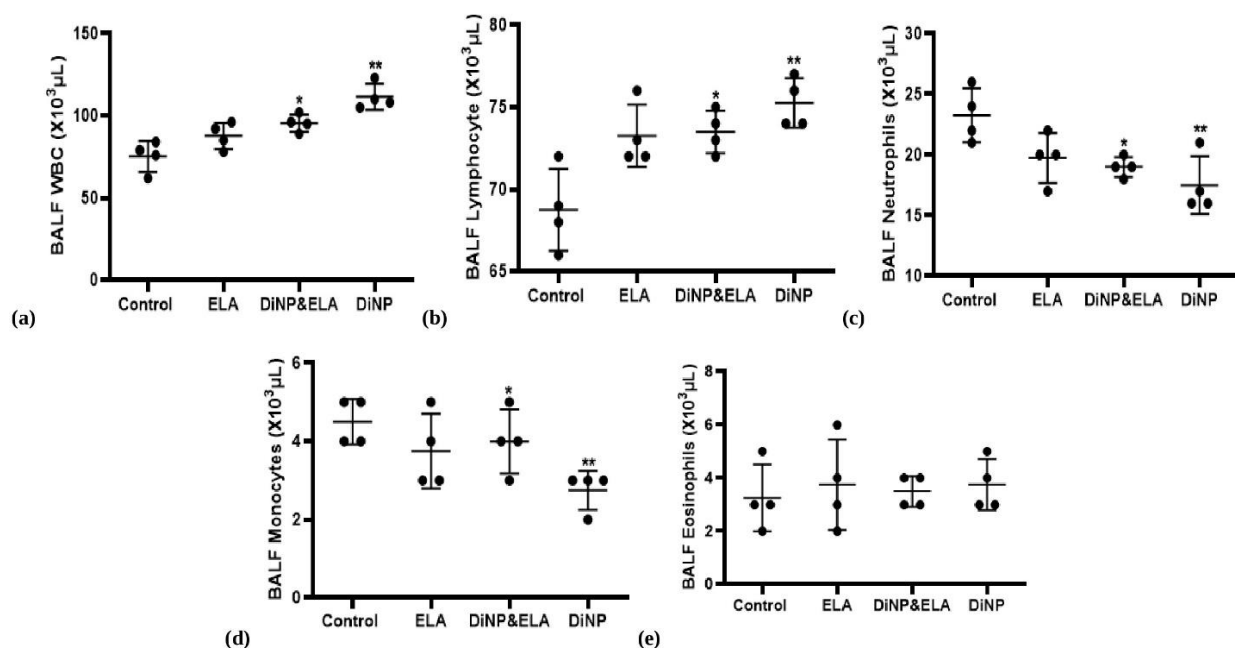 BALF WBC (X10³µL)
150
100
50
0
*
**
Control ELA DiNP&ELA DiNP
(a)
BALF Lymphocyte (X10³µL)
80
75
70
65
*
**
Control ELA DiNP&ELA DiNP
(b)
BALF Neutrophils (X10³µL)
30
25
20
15
10
*
**
Control ELA DiNP&ELA DiNP
(c)
BALF Monocytes (X10³µL)
6
4
2
0
*
**
Control ELA DiNP&ELA DiNP
(d)
BALF Eosinophils (X10³µL)
8
6
4
2
0
Control ELA DiNP&ELA DiNP
(e)